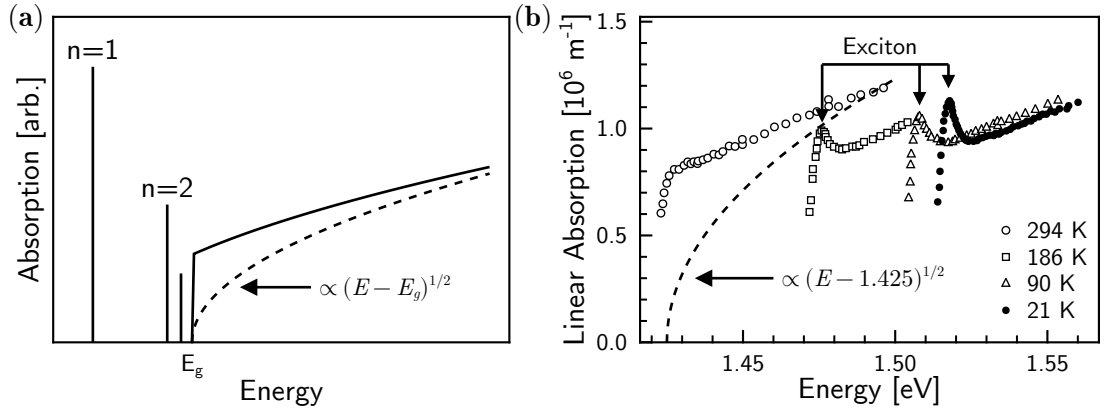 (a)
Absorption [arb.]
n=1
n=2
∝(E−E_g)^{1/2}
E_g
Energy
(b)
Linear Absorption [10^6 m^{-1}]
1.5
1.0
0.5
0.0
Exciton
∝(E−1.425)^{1/2}
294 K
186 K
90 K
21 K
1.45 1.50 1.55
Energy [eV]